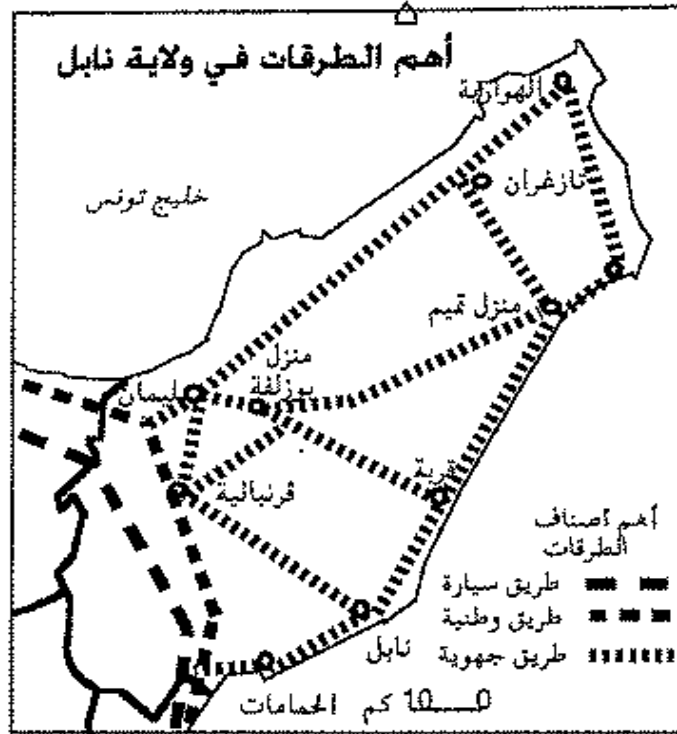 أهم الطرقات في ولاية نابل
الهوارية
تازغران
خليج تونس
منزل تميم
منزل
بوزلفة
سليمان
قربة
قرنبالية
أهم أصناف
الطرقات
طريق سيارة
طريق وطنية
طريق جهوية
نابل
الحمامات
0 10 كم